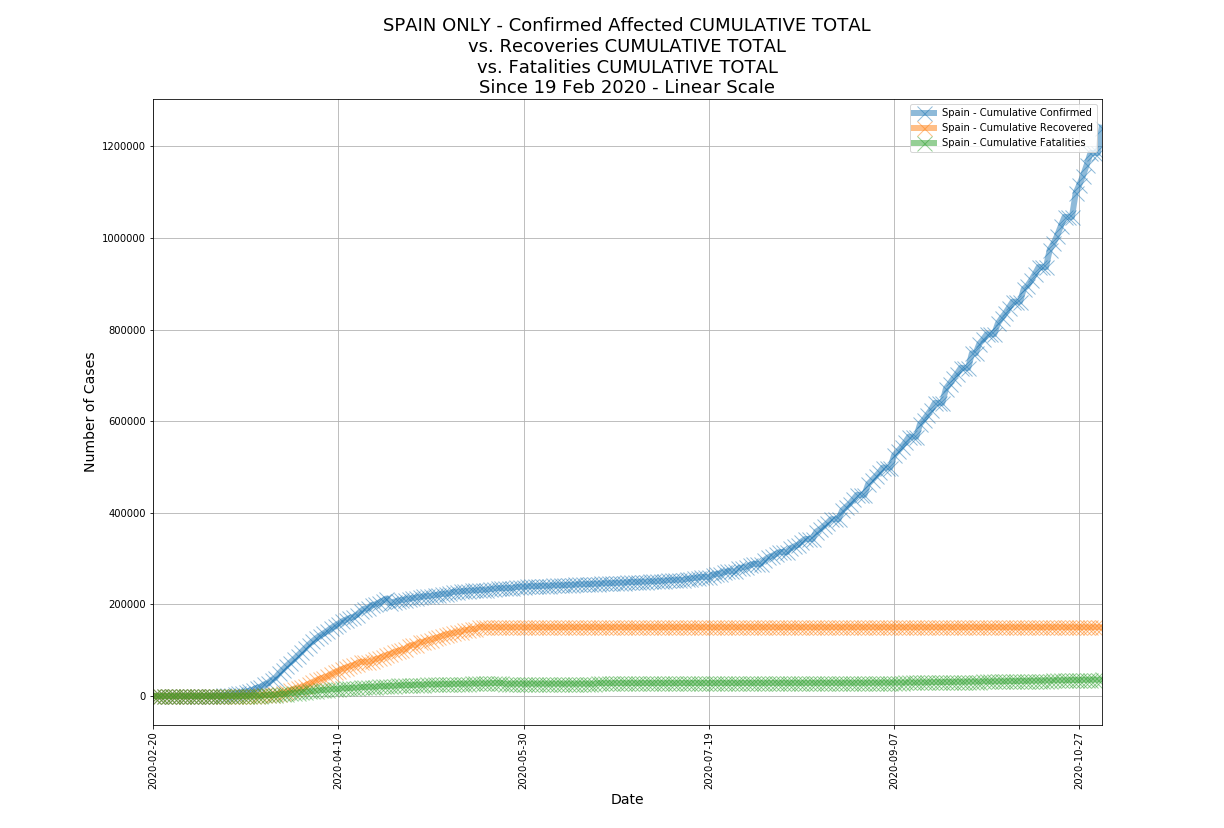 SPAIN ONLY - Confirmed Affected CUMULATIVE TOTAL
vs. Recoveries CUMULATIVE TOTAL
vs. Fatalities CUMULATIVE TOTAL
Since 19 Feb 2020 - Linear Scale
Spain - Cumulative Confirmed
Spain - Cumulative Recovered
Spain - Cumulative Fatalities
Number of Cases
1200000
1000000
800000
600000
400000
200000
0
2020-02-20
2020-04-10
2020-05-30
2020-07-19
2020-09-07
2020-10-27
Date